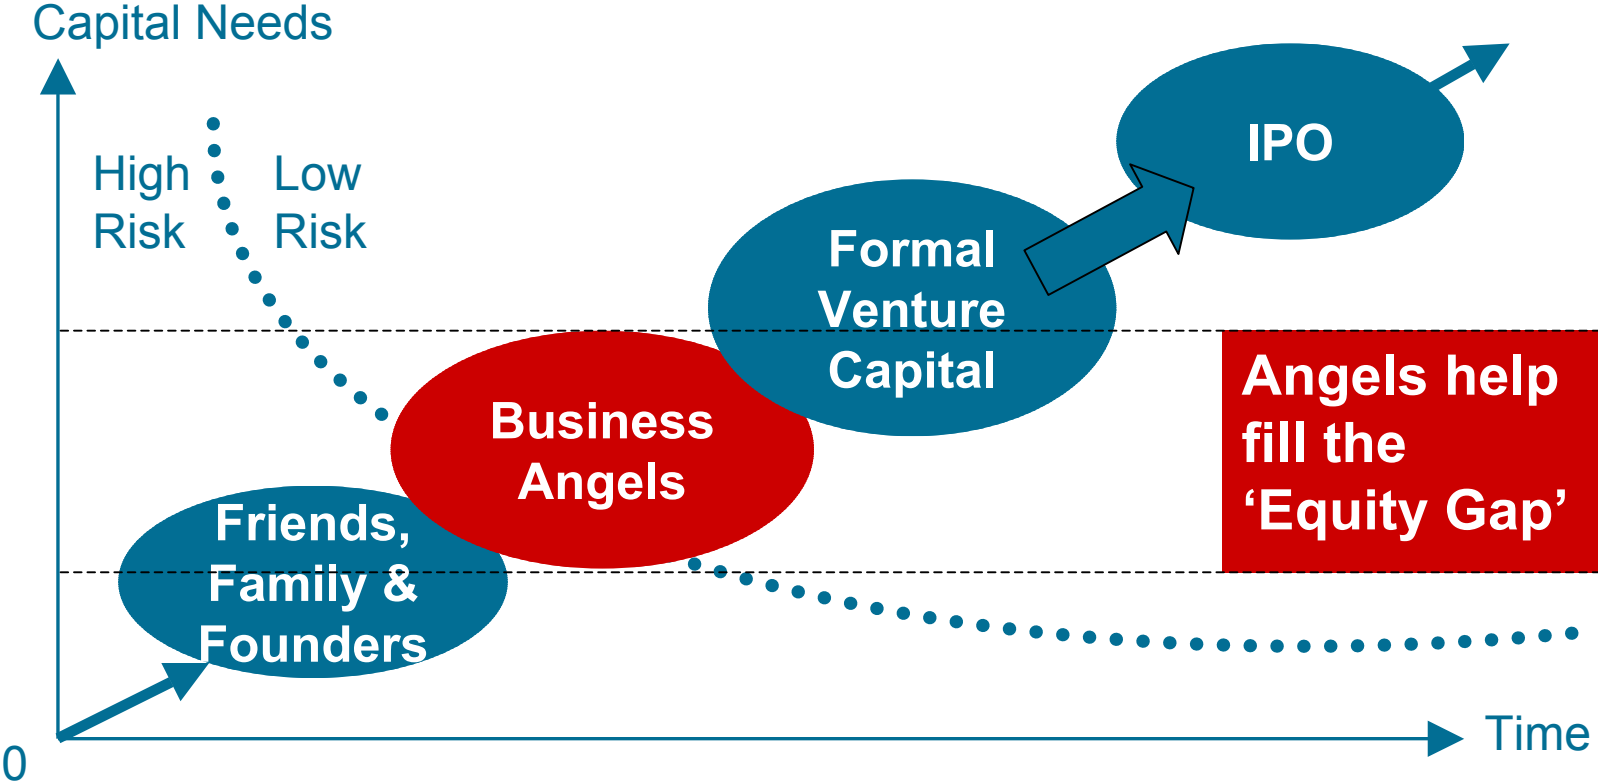 Capital Needs
High
Risk
Low
Risk
IPO
Formal
Venture
Capital
Business
Angels
Angels help
fill the
‘Equity Gap’
Friends,
Family &
Founders
Time
0